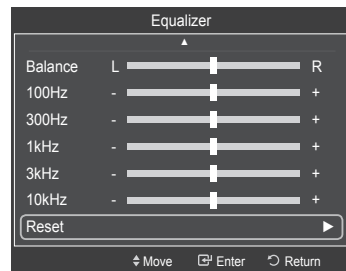 Equalizer
▲
Balance L R
100Hz - +
300Hz - +
1kHz - +
3kHz - +
10kHz - +
Reset ►
Move Enter Return